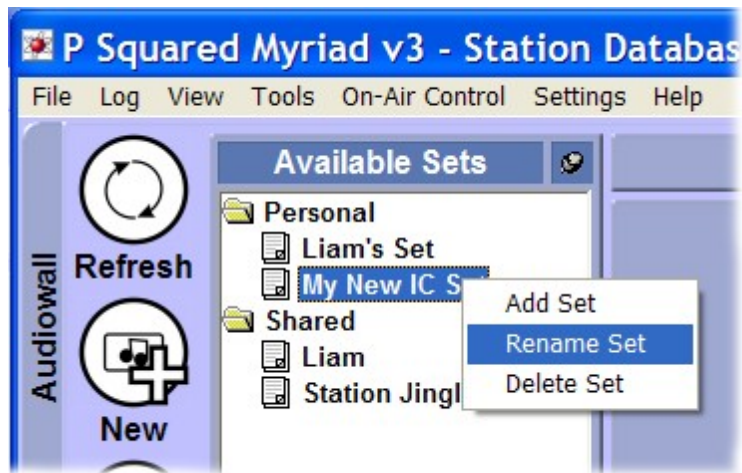 P Squared Myriad v3 - Station Databas
File Log View Tools On-Air Control Settings Help
Available Sets
Personal
Liam's Set
My New IC S
Shared
Liam
Station Jingl
Add Set
Rename Set
Delete Set
Audiowall
Refresh
New